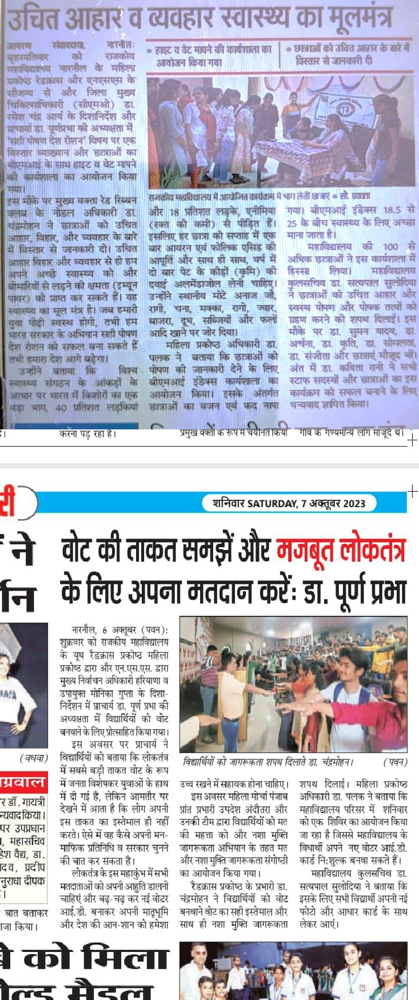 उचित आहार व व्यवहार स्वास्थ्य का मूलमंत्र
जागरण संवाददाता, नारनौल:
बृहस्पतिवार को राजकीय
महाविद्यालय नारनौल के महिला
प्रकोष्ठ रेडक्रास और एनएसएस के
सौजन्य से और जिला मुख्य
चिकित्साधिकारी (सीएमओ) डा.
रमेश चंद्र आर्य के दिशानिर्देश और
प्राचार्या डा. पूर्णप्रभा की अध्यक्षता में
'सही पोषण देश रोशन' विषय पर एक
विस्तार व्याख्यान और छात्राओं का
बीएमआई के साथ हाइट व वेट मापने
की कार्यशाला का आयोजन किया
गया।
इस मौके पर मुख्य वक्ता रेड रिब्बन
क्लब के नोडल अधिकारी डा.
चंद्रमोहन ने छात्राओं को उचित
आहार, विहार, और व्यवहार के बारे
में विस्तार से जानकारी दी। उचित
आहार विहार और व्यवहार से ही हम
अपने अच्छे स्वास्थ्य को और
बीमारियों से लड़ने की क्षमता (इम्यून
पावर) को प्राप्त कर सकते हैं। यह
स्वास्थ्य का मूल मंत्र है। जब हमारी
युवा पीढ़ी स्वस्थ होगी, तभी हम
भारत सरकार के अभियान सही पोषण
देश रोशन को सफल बना सकते हैं
तभी हमारा देश आगे बढ़ेगा।
उन्होंने बताया कि विश्व
स्वास्थ्य संगठन के आंकड़ों के
आधार पर भारत में किशोरों का एक
बड़ा भाग, 40 प्रतिशत लड़कियां
• हाइट व वेट मापने की कार्यशाला का
आयोजन किया गया
• छात्राओं को उचित आहार के बारे में
विस्तार से जानकारी दी
राजकीय महाविद्यालय में आयोजित कार्यक्रम में भाग लेतीं छात्राएं ● सौ. प्रवक्ता
और 18 प्रतिशत लड़के, एनीमिया
(रक्त की कमी) से पीड़ित हैं।
इसलिए हर छात्रा को सप्ताह में एक
बार आयरन एवं फोलिक एसिड की
आपूर्ति और साथ ही साथ, वर्ष में
दो बार पेट के कीड़ों (कृमि) की
दवाई अलमेंडाजोल लेनी चाहिए।
उन्होंने स्थानीय मोटे अनाज जौ,
रागी, चना, मक्का, रागी, ज्वार,
बाजरा, दूध, सब्जियों और फलों
आदि खाने पर जोर दिया।
महिला प्रकोष्ठ अधिकारी डा.
पलक ने बताया कि छात्राओं को
पोषण की जानकारी देने के लिए
बीएमआई इंडेक्स कार्यशाला का
आयोजन किया। इसके अंतर्गत
छात्राओं का वजन एवं कद नापा
गया। बीएमआई इंडेक्स 18.5 से
25 के बीच स्वास्थ्य के लिए अच्छा
माना जाता है।
महाविद्यालय की 100 से
अधिक छात्राओं ने इस कार्यशाला में
हिस्सा लिया। महाविद्यालय
कुलसचिव डा. सत्यपाल सुलोदिया
ने छात्राओं को उचित आहार और
स्वस्थ पोषण और पोषक तत्वों को
ग्रहण करने की शपथ दिलाई। इस
मौके पर डा. सुमन यादव, डा.
अर्चना, डा. कृति, डा. सोमलता,
डा. संजीता और छात्राएं मौजूद थीं।
अंत में डा. कविता रानी ने सभी
स्टाफ सदस्यों और छात्राओं का इस
कार्यक्रम को सफल बनाने के लिए
धन्यवाद ज्ञापित किया।
करना पड़ रहा है।
प्रमुख वक्ता के रूप में चयनित किया
गांव के गण्यमान्य लोग मौजूद थे।
री
शनिवार SATURDAY, 7 अक्तूबर 2023
ने
वोट की ताकत समझें और मजबूत लोकतंत्र
के लिए अपना मतदान करें: डा. पूर्ण प्रभा
नारनौल, 6 अक्तूबर (पवन):
शुक्रवार को राजकीय महाविद्यालय
के यूथ रैडक्रास प्रकोष्ठ महिला
प्रकोष्ठ द्वारा और एन.एस.एस. द्वारा
मुख्य निर्वाचन अधिकारी हरियाणा व
उपायुक्त मोनिका गुप्ता के दिशा-
निर्देशन में प्राचार्य डा. पूर्ण प्रभा की
अध्यक्षता में विद्यार्थियों को वोट
बनवाने के लिए प्रोत्साहित किया गया।
इस अवसर पर प्राचार्य ने
विद्यार्थियों को बताया कि लोकतंत्र
में सबसे बड़ी ताकत वोट के रूप
में जनता विशेषकर युवाओं के हाथ
में दी गई है, लेकिन आमतौर पर
देखने में आता है कि लोग अपनी
इस ताकत का इस्तेमाल ही नहीं
करते। ऐसे में वह कैसे अपनी मन-
माफिक प्रतिनिधि व सरकार चुनने
की बात कर सकता है।
लोकतंत्र के इस महाकुंभ में सभी
मतदाताओं को अपनी आहुति डालनी
चाहिएं और बढ़-चढ़ कर नई वोटर
आई.डी. बनाकर अपनी मातृभूमि
और देश की आन-शान को हमेशा
विद्यार्थियों को जागरूकता शपथ दिलाते डा. चंद्रमोहन। (पवन)
उच्च रखने में सहायक होना चाहिए।
इस अवसर महिला मोर्चा पंजाब
प्रांत प्रभारी उपदेश अंदौतरा और
उनकी टीम द्वारा विद्यार्थियों को मत
की महत्ता को और नशा मुक्ति
जागरूकता अभियान के तहत मत
और नशा मुक्ति जागरूकता संगोष्ठी
का आयोजन किया गया।
रैडक्रास प्रकोष्ठ के प्रभारी डा.
चंद्रमोहन ने विद्यार्थियों को वोट
बनवाने वोट का सही इस्तेमाल और
साथ ही नशा मुक्ति जागरूकता
शपथ दिलाई। महिला प्रकोष्ठ
अधिकारी डा. पलक ने बताया कि
महाविद्यालय परिसर में शनिवार
को एक शिविर का आयोजन किया
जा रहा है जिससे महाविद्यालय के
विधार्थी अपने नए वोटर आई.डी.
कार्ड नि:शुल्क बनवा सकते हैं।
महाविद्यालय कुलसचिव डा.
सत्यपाल सुलोदिया ने बताया कि
इसके लिए सभी विद्यार्थी अपनी नई
फोटो और आधार कार्ड के साथ
लेकर आएं।
(वधवा)
ग्रवाल
र डॉ. गायत्री
न्यवाद किया।
पर उपप्रधान
, महासचिव
हेश वैद्य, डा.
ादव, प्रदीप
नुराधा दीपक
बात बताकर
जा किया।
बे को मिला
ोल्ड मैडल